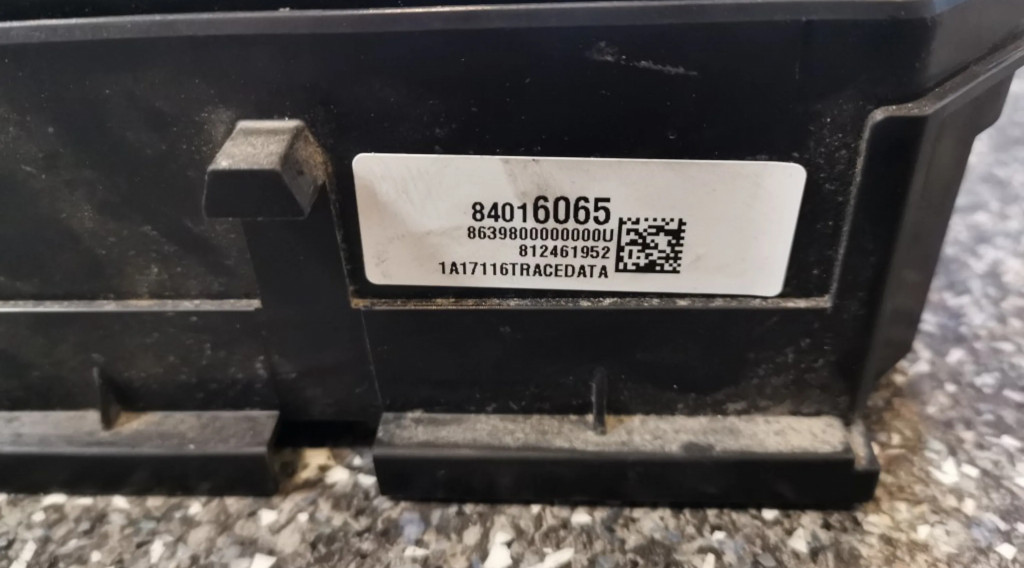 84016065
8639800000000U
812461952
1A17116TRACEDATA